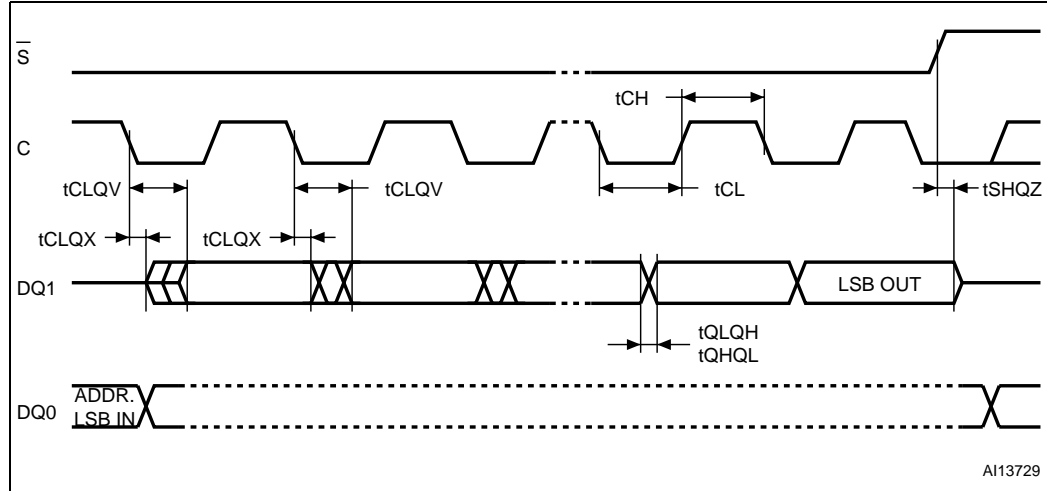 S̅
tCH
C
tCLQV
tCLQV
tCL
tSHQZ
tCLQX
tCLQX
DQ1
LSB OUT
tQLQH
tQHQL
DQ0
ADDR.
LSB IN
AI13729